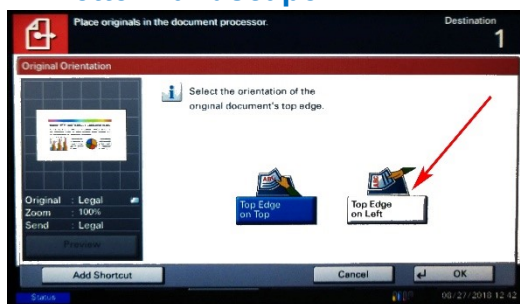 Place originals in the document processor.
Destination
1
Original Orientation
Select the orientation of the
original document's top edge.
Original : Legal
Zoom : 100%
Send : Legal
Preview
Top Edge
on Top
Top Edge
on Left
Add Shortcut
Cancel
OK
Status
08/27/2018 12:42